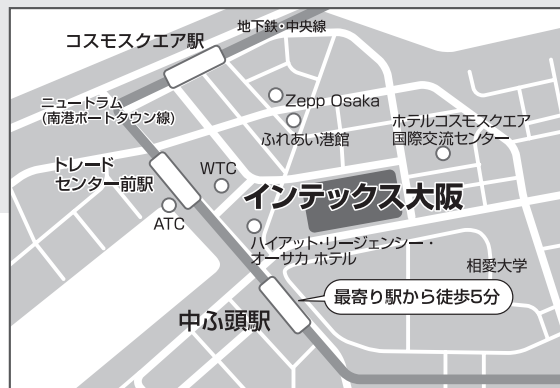 地下鉄・中央線
コスモスクエア駅
ニュートラム
(南港ポートタウン線)
Zepp Osaka
ふれあい港館
ホテルコスモスクエア
国際交流センター
トレード
センター前駅
WTC
インテックス大阪
ATC
ハイアット・リージェンシー・
オーサカ ホテル
相愛大学
最寄り駅から徒歩5分
中ふ頭駅